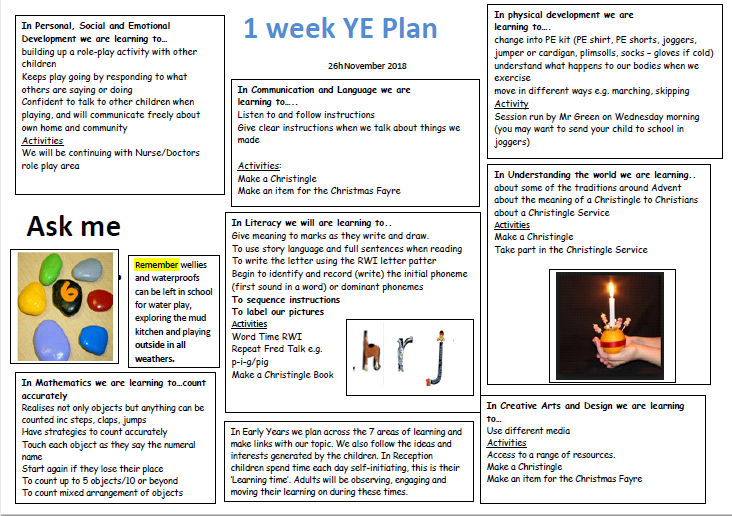 1 week YE Plan
26h November 2018
In Personal, Social and Emotional
Development we are learning to…
building up a role-play activity with other
children
Keeps play going by responding to what
others are saying or doing
Confident to talk to other children when
playing, and will communicate freely about
own home and community
Activities
We will be continuing with Nurse/Doctors
role play area
In Communication and Language we are
learning to…..
Listen to and follow instructions
Give clear instructions when we talk about things we
made
Activities:
Make a Christingle
Make an item for the Christmas Fayre
In physical development we are
learning to….
change into PE kit (PE shirt, PE shorts, joggers,
jumper or cardigan, plimsolls, socks – gloves if cold)
understand what happens to our bodies when we
exercise
move in different ways e.g. marching, skipping
Activity
Session run by Mr Green on Wednesday morning
(you may want to send your child to school in
joggers)
Ask me
6
Remember wellies
and waterproofs
can be left in school
for water play,
exploring the mud
kitchen and playing
outside in all
weathers.
In Literacy we will are learning to..
Give meaning to marks as they write and draw.
To use story language and full sentences when reading
To write the letter using the RWI letter patter
Begin to identify and record (write) the initial phoneme
(first sound in a word) or dominant phonemes
To sequence instructions
To label our pictures
Activities
Word Time RWI
Repeat Fred Talk e.g.
p-i-g/pig
Make a Christingle Book
h r j
In Understanding the world we are learning..
about some of the traditions around Advent
about the meaning of a Christingle to Christians
about a Christingle Service
Activities
Make a Christingle
Take part in the Christingle Service
In Mathematics we are learning to…count
accurately
Realises not only objects but anything can be
counted inc steps, claps, jumps
Have strategies to count accurately
Touch each object as they say the numeral
name
Start again if they lose their place
To count up to 5 objects/10 or beyond
To count mixed arrangement of objects
In Early Years we plan across the 7 areas of learning and
make links with our topic. We also follow the ideas and
interests generated by the children. In Reception
children spend time each day self-initiating, this is their
'Learning time'. Adults will be observing, engaging and
moving their learning on during these times.
In Creative Arts and Design we are learning
to…
Use different media
Activities
Access to a range of resources.
Make a Christingle
Make an item for the Christmas Fayre